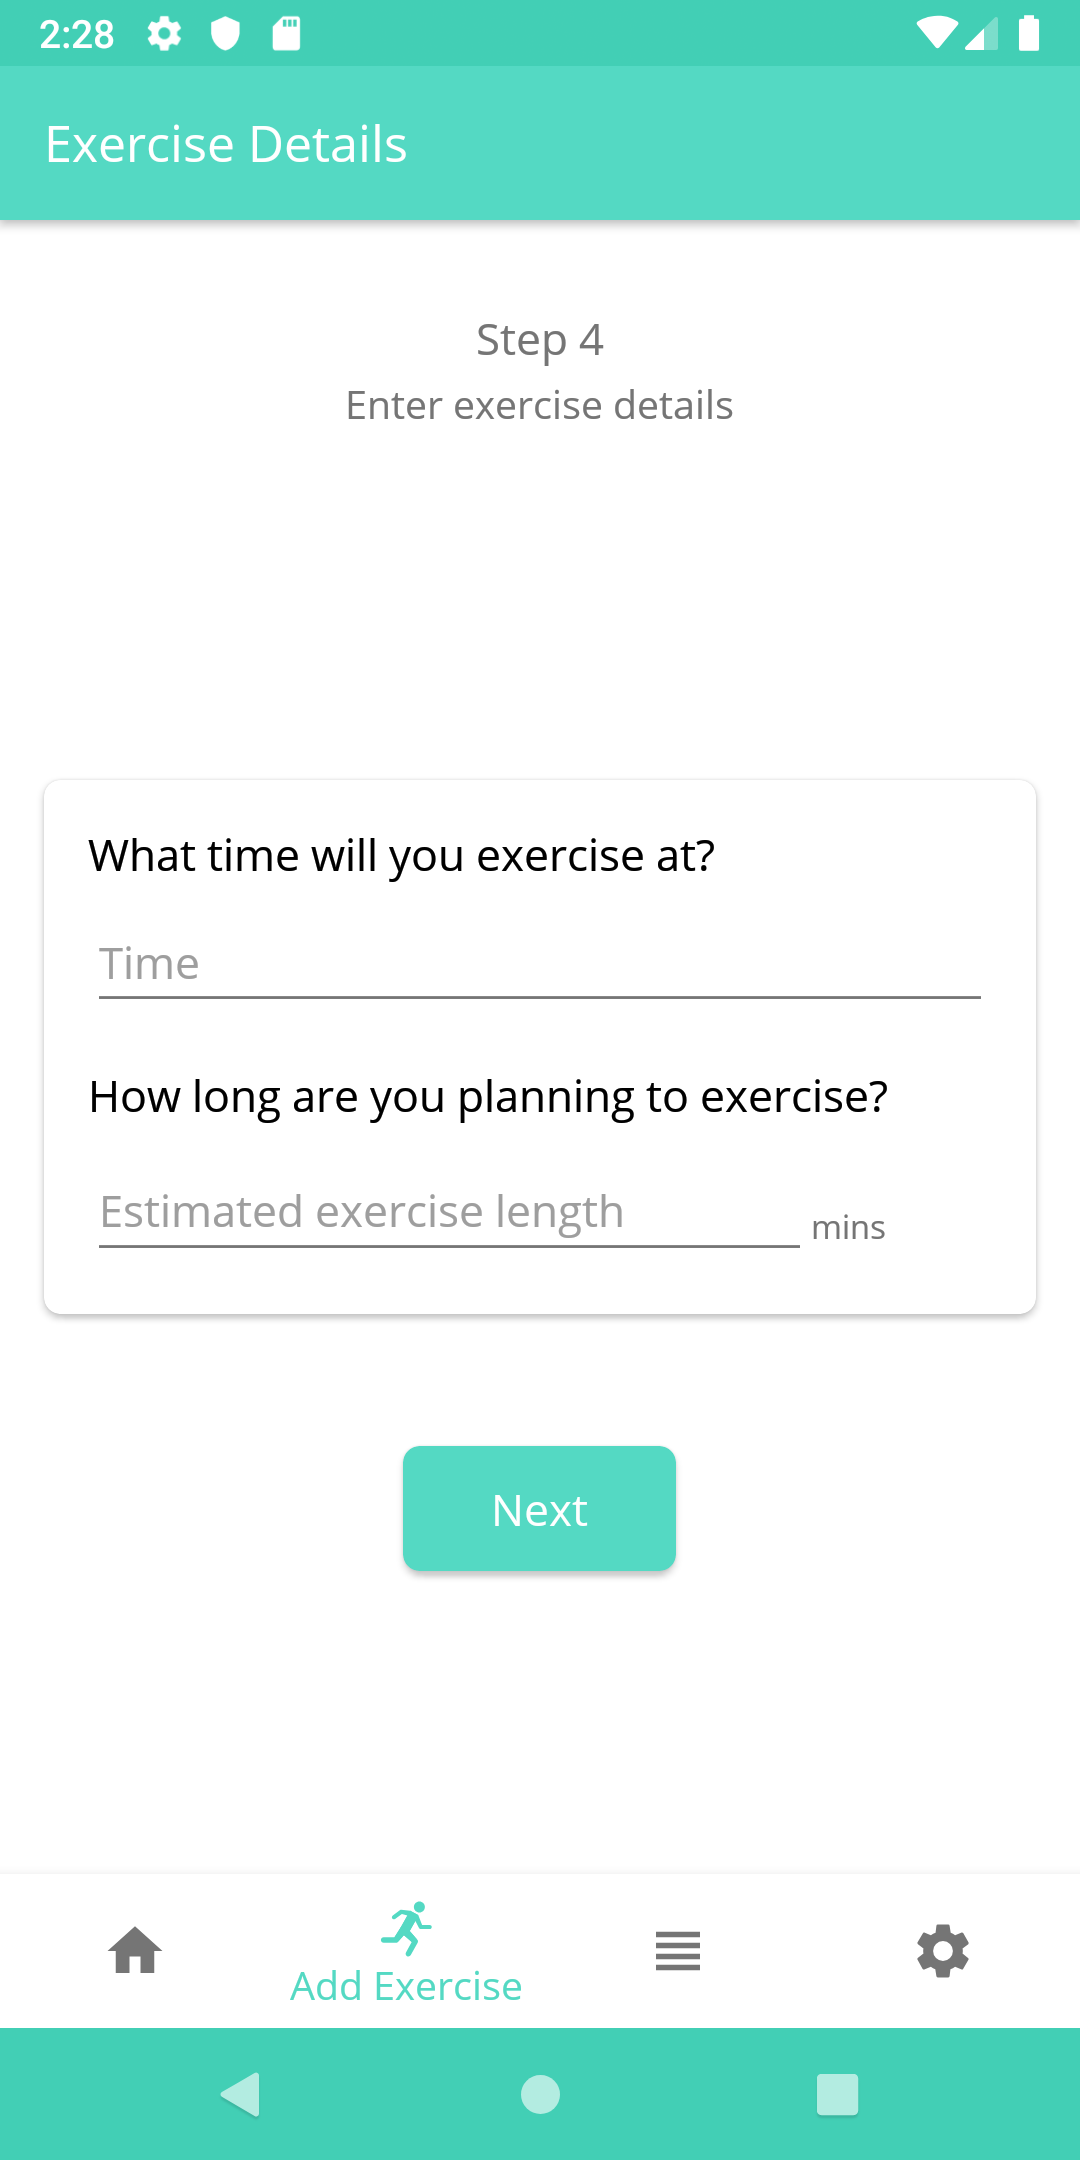 2:28
Exercise Details
Step 4
Enter exercise details
What time will you exercise at?
Time
How long are you planning to exercise?
Estimated exercise length mins
Next
Add Exercise